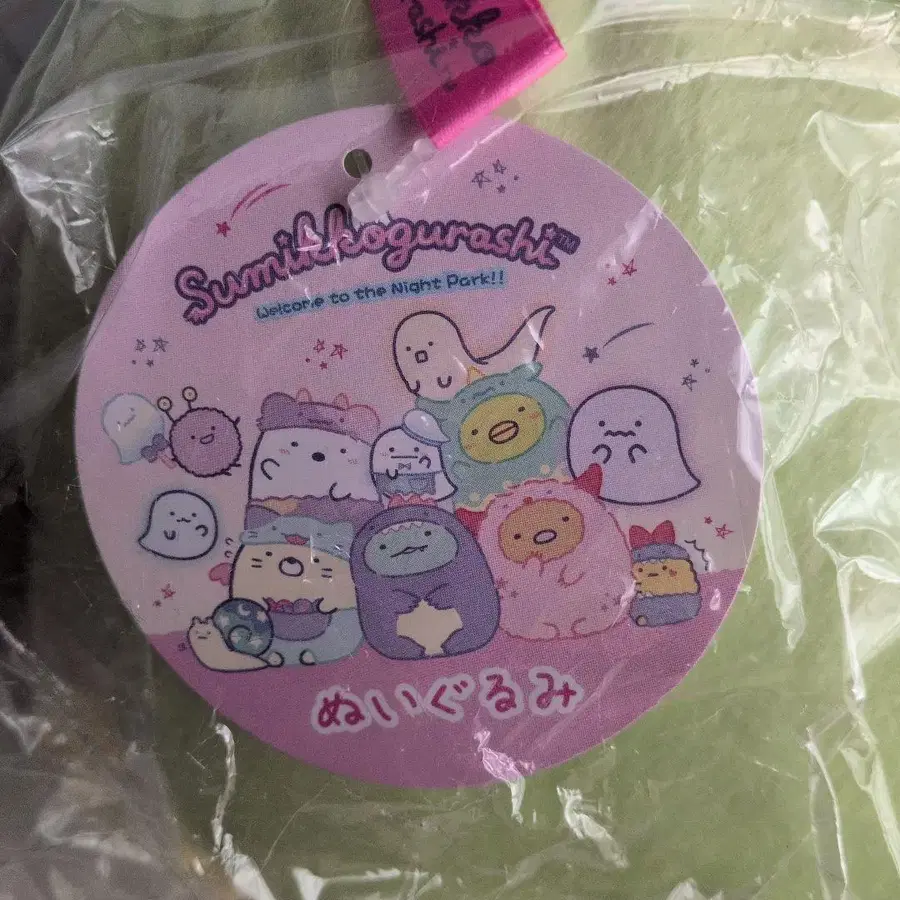 Sumikkogurashi™
Welcome to the Night Park!!
ぬいぐるみ